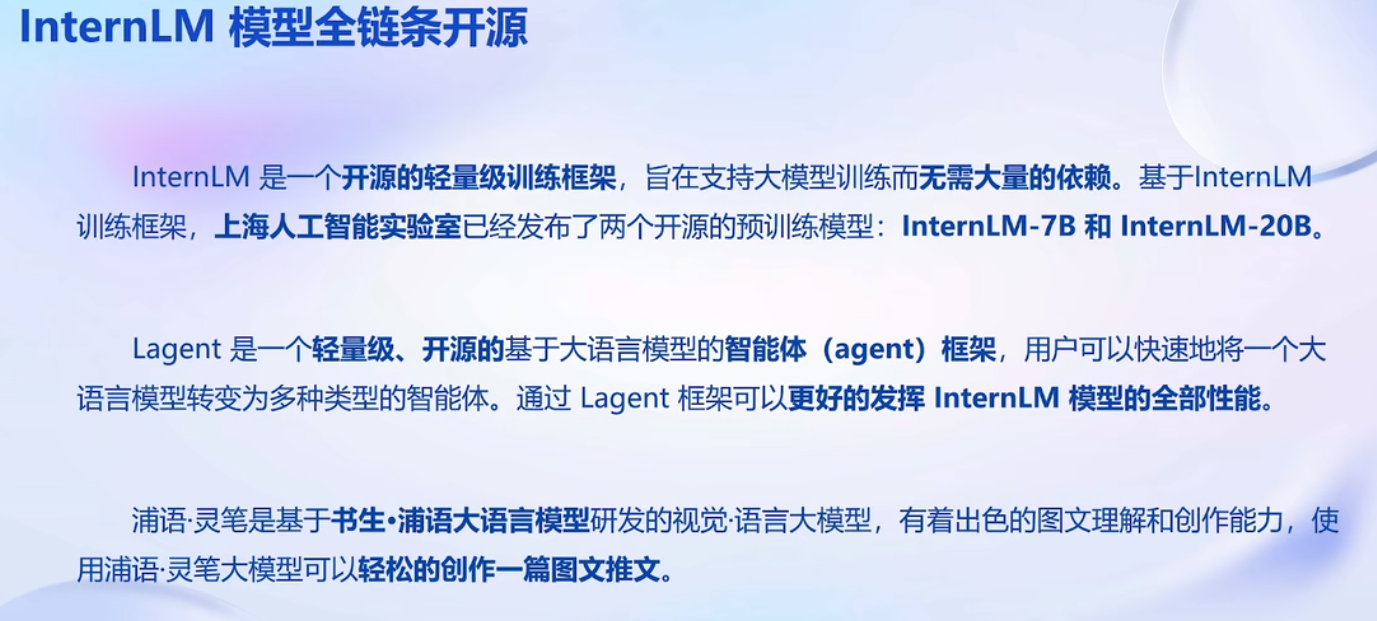 InternLM 模型全链条开源
InternLM 是一个开源的轻量级训练框架，旨在支持大模型训练而无需大量的依赖。基于InternLM
训练框架，上海人工智能实验室已经发布了两个开源的预训练模型：InternLM-7B 和 InternLM-20B。
Lagent 是一个轻量级、开源的基于大语言模型的智能体（agent）框架，用户可以快速地将一个大
语言模型转变为多种类型的智能体。通过 Lagent 框架可以更好的发挥 InternLM 模型的全部性能。
浦语·灵笔是基于书生·浦语大语言模型研发的视觉·语言大模型，有着出色的图文理解和创作能力，使
用浦语·灵笔大模型可以轻松的创作一篇图文推文。